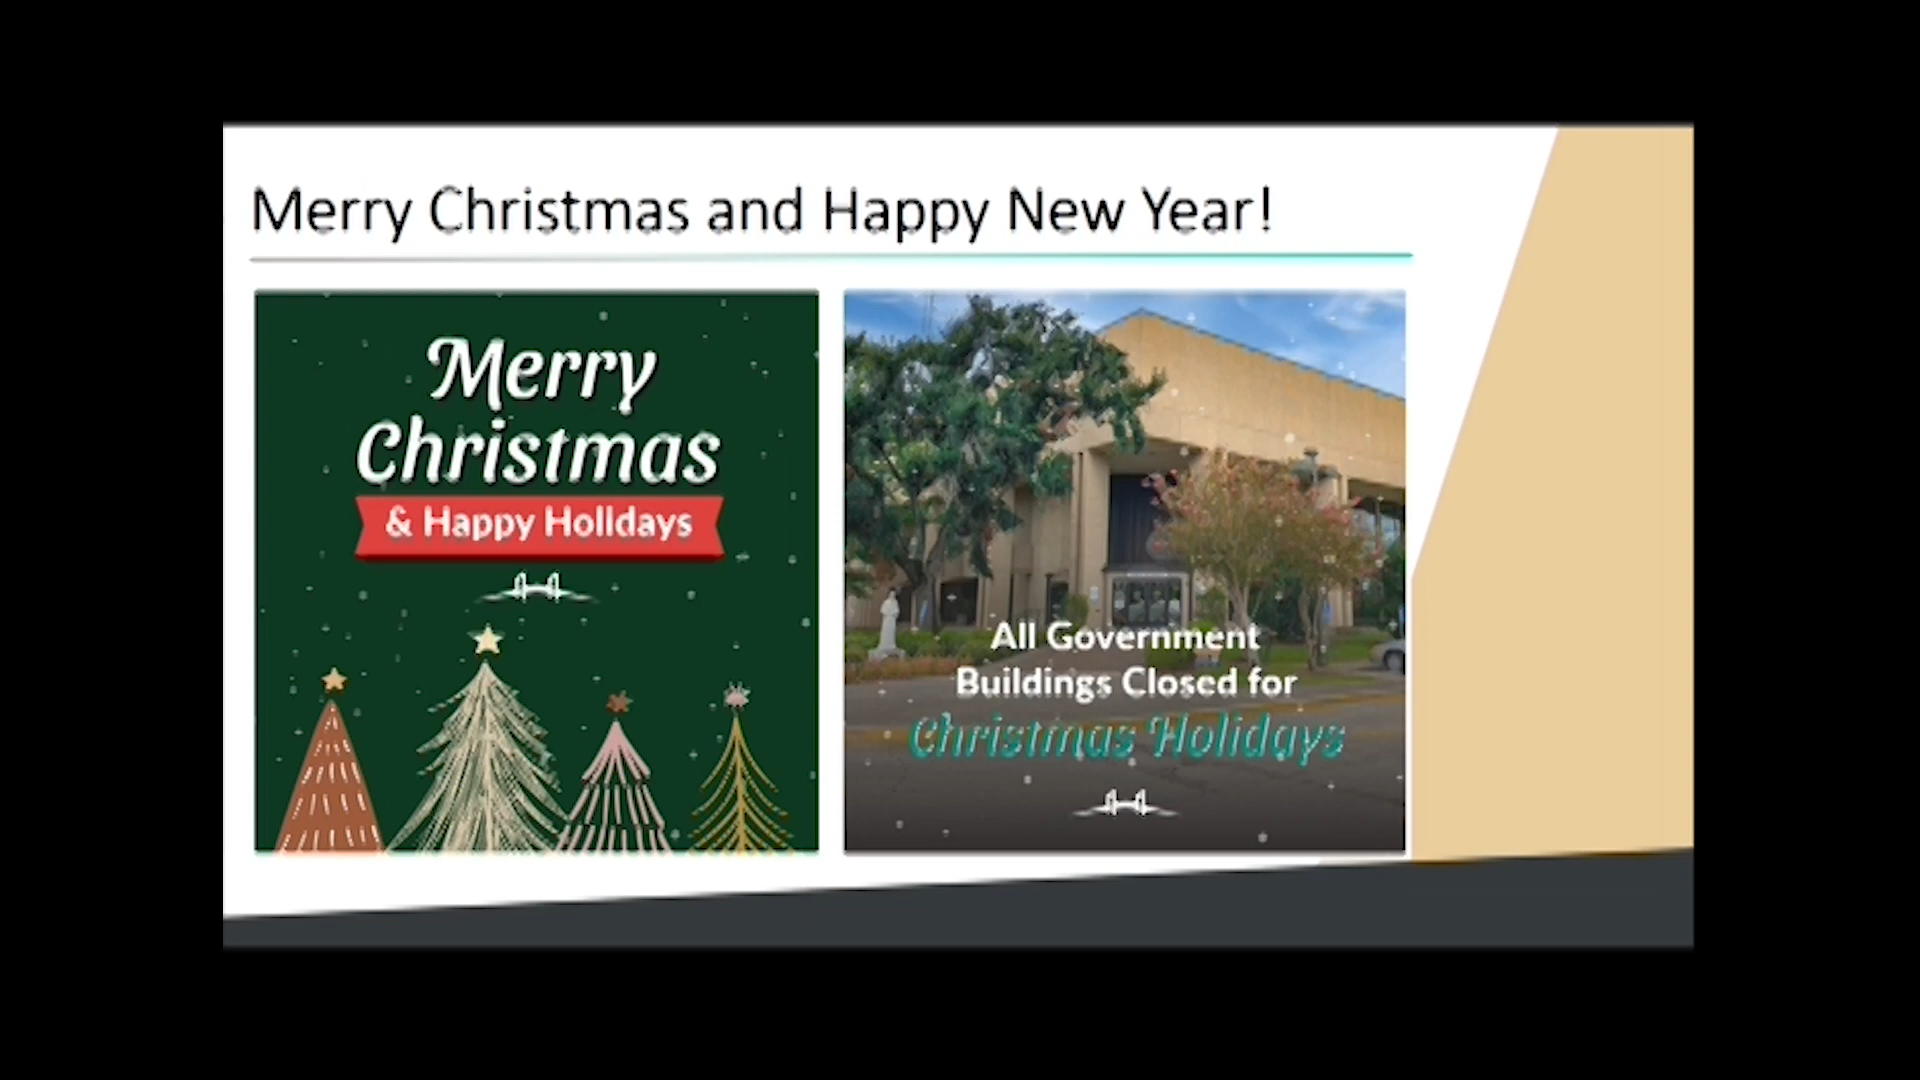 Merry Christmas and Happy New Year!
Merry
Christmas
& Happy Holidays
All Government
Buildings Closed for
Christmas Holidays